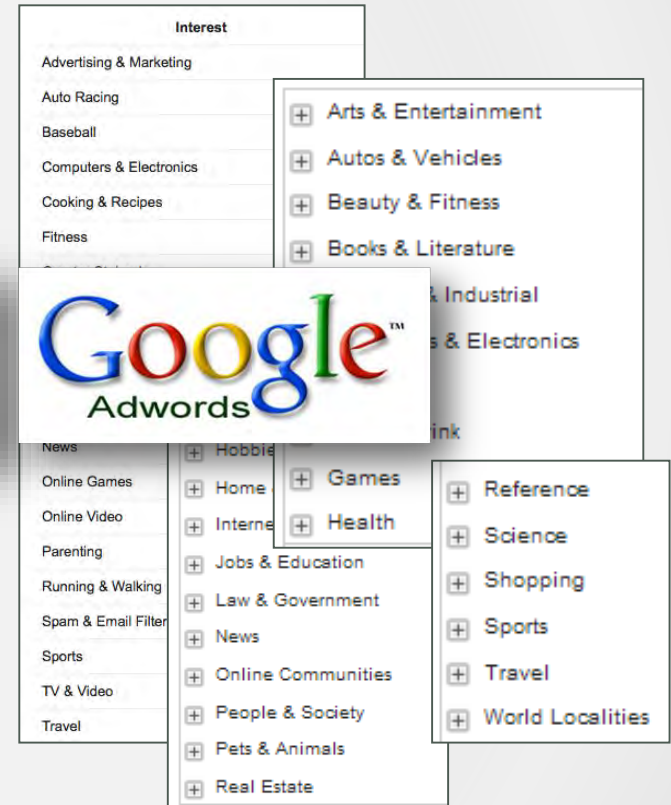 Interest
Advertising & Marketing
Auto Racing
Baseball
Computers & Electronics
Cooking & Recipes
Fitness
News
Online Games
Online Video
Parenting
Running & Walking
Spam & Email Filter
Sports
TV & Video
Travel
Arts & Entertainment
Autos & Vehicles
Beauty & Fitness
Books & Literature
& Industrial
& Electronics
Games
Health
Google™
Adwords
Home
Jobs & Education
Law & Government
News
Online Communities
People & Society
Pets & Animals
Real Estate
Reference
Science
Shopping
Sports
Travel
World Localities